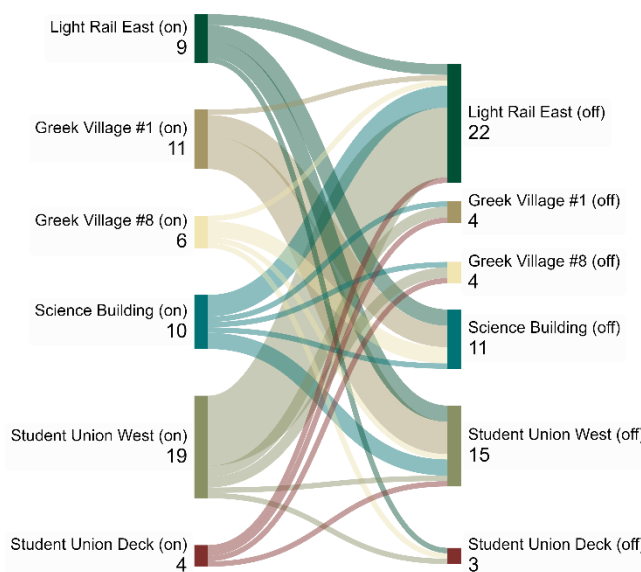 Light Rail East (on)
9
Greek Village #1 (on)
11
Greek Village #8 (on)
6
Science Building (on)
10
Student Union West (on)
19
Student Union Deck (on)
4
Light Rail East (off)
22
Greek Village #1 (off)
4
Greek Village #8 (off)
4
Science Building (off)
11
Student Union West (off)
15
Student Union Deck (off)
3